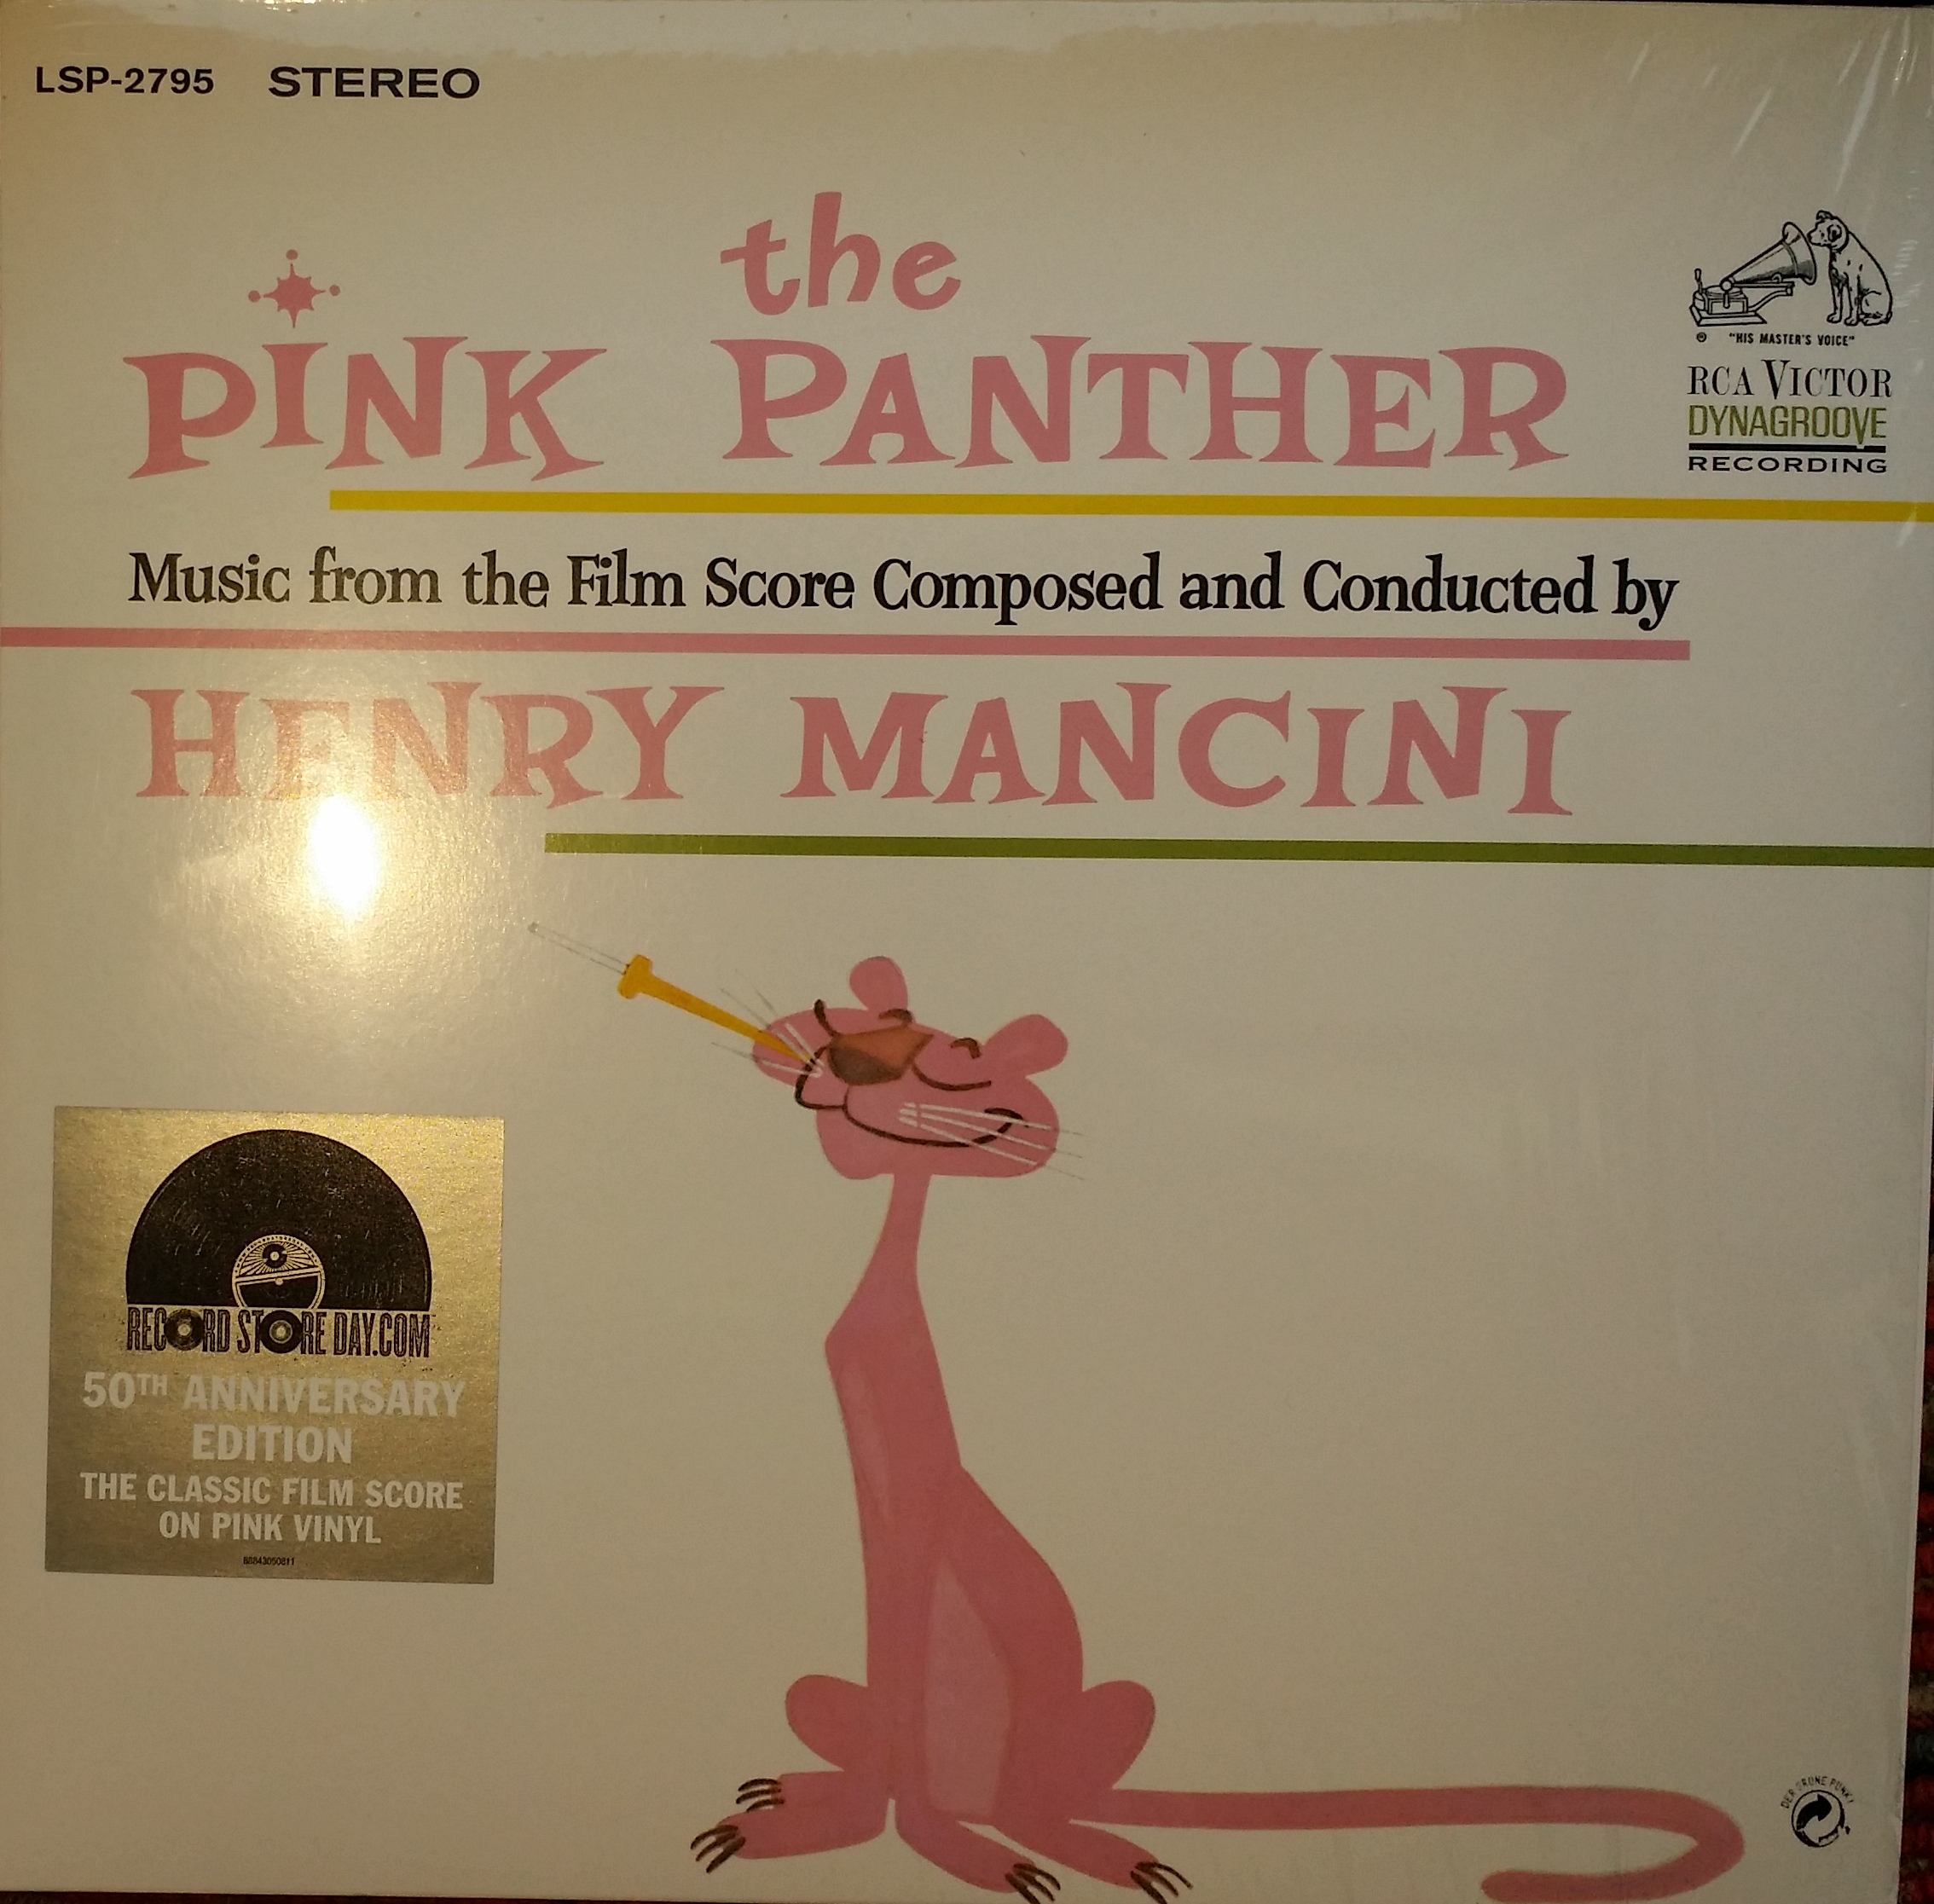 LSP-2795 STEREO
the
PINK PANTHER
"HIS MASTER'S VOICE"
RCA VICTOR
DYNAGROOVE
RECORDING
Music from the Film Score Composed and Conducted by
HENRY MANCINI
RECORD STORE DAY.COM
50TH ANNIVERSARY
EDITION
THE CLASSIC FILM SCORE
ON PINK VINYL
88843050811
DER GRÜNE PUNKT